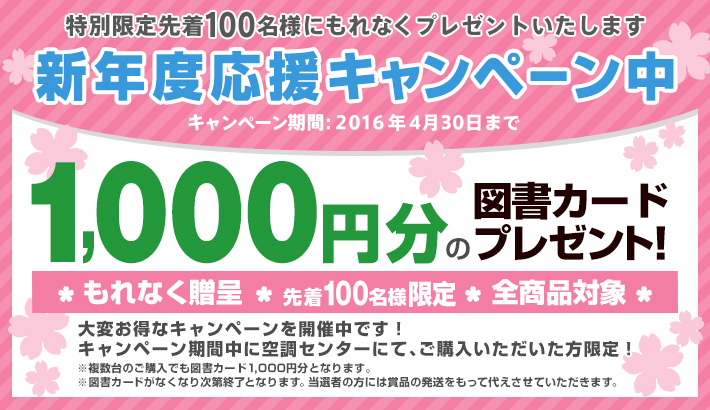 特別限定先着100名様にもれなくプレゼントいたします
新年度応援キャンペーン中
キャンペーン期間：2016年4月30日まで
1,000円分の図書カードプレゼント！
* もれなく贈呈 * 先着100名様限定 * 全商品対象 *
大変お得なキャンペーンを開催中です！
キャンペーン期間中に空調センターにて、ご購入いただいた方限定！
※複数台のご購入でも図書カード1,000円分となります。
※図書カードがなくなり次第終了となります。当選者の方には賞品の発送をもって代えさせていただきます。